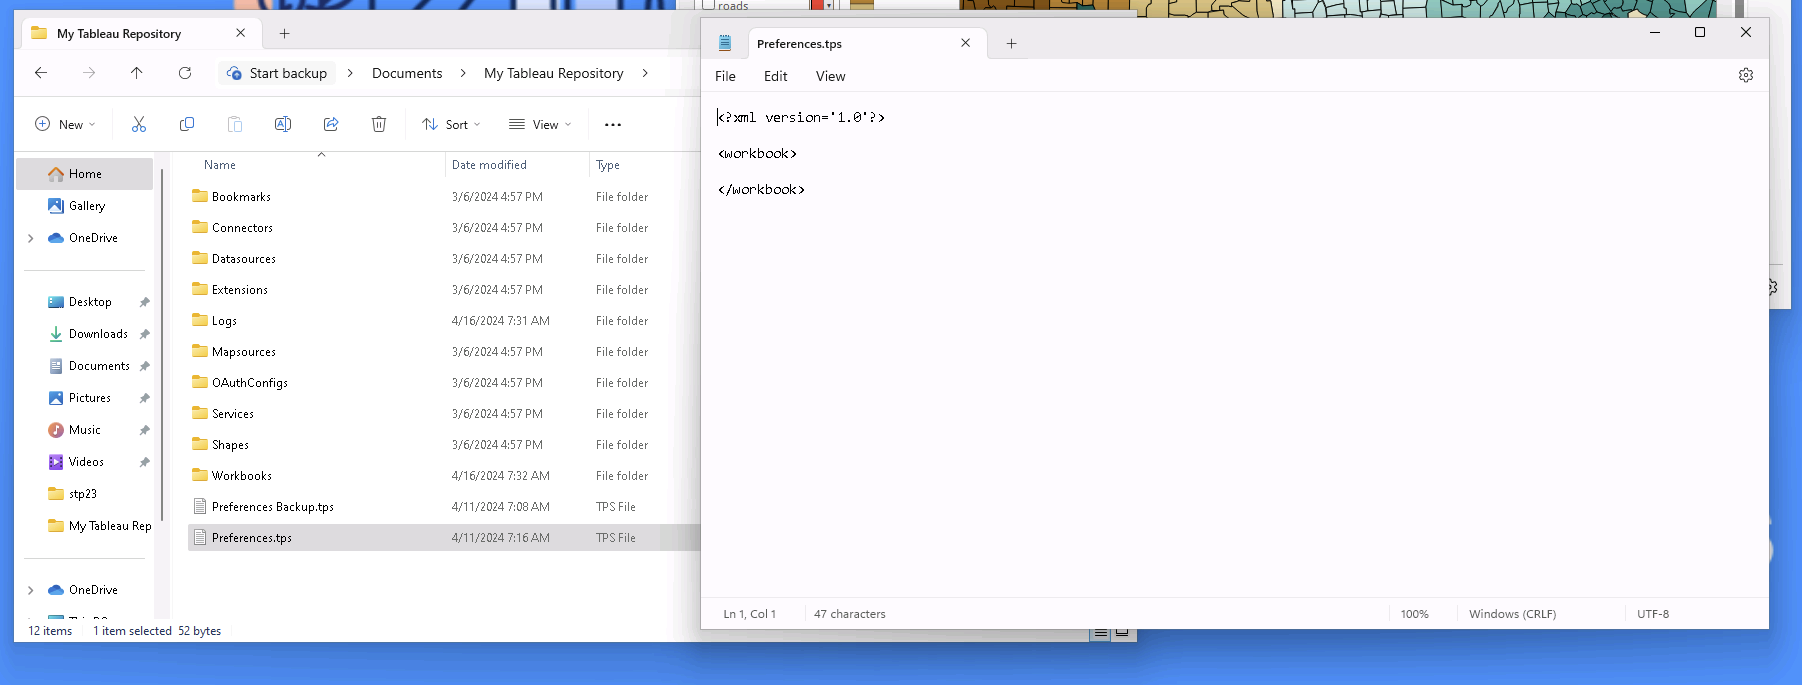 roads
My Tableau Repository
Start backup
Documents
My Tableau Repository
New
Sort
View
Home
Gallery
OneDrive
Desktop
Downloads
Documents
Pictures
Music
Videos
stp23
My Tableau Rep
OneDrive
Name Date modified Type
Bookmarks 3/6/2024 4:57 PM File folder
Connectors 3/6/2024 4:57 PM File folder
Datasources 3/6/2024 4:57 PM File folder
Extensions 3/6/2024 4:57 PM File folder
Logs 4/16/2024 7:31 AM File folder
Mapsources 3/6/2024 4:57 PM File folder
OAuthConfigs 3/6/2024 4:57 PM File folder
Services 3/6/2024 4:57 PM File folder
Shapes 3/6/2024 4:57 PM File folder
Workbooks 4/16/2024 7:32 AM File folder
Preferences Backup.tps 4/11/2024 7:08 AM TPS File
Preferences.tps 4/11/2024 7:16 AM TPS File
12 items 1 item selected 52 bytes
Preferences.tps
File Edit View
<?xml version='1.0'?>
<workbook>
</workbook>
Ln 1, Col 1 47 characters 100% Windows (CRLF) UTF-8